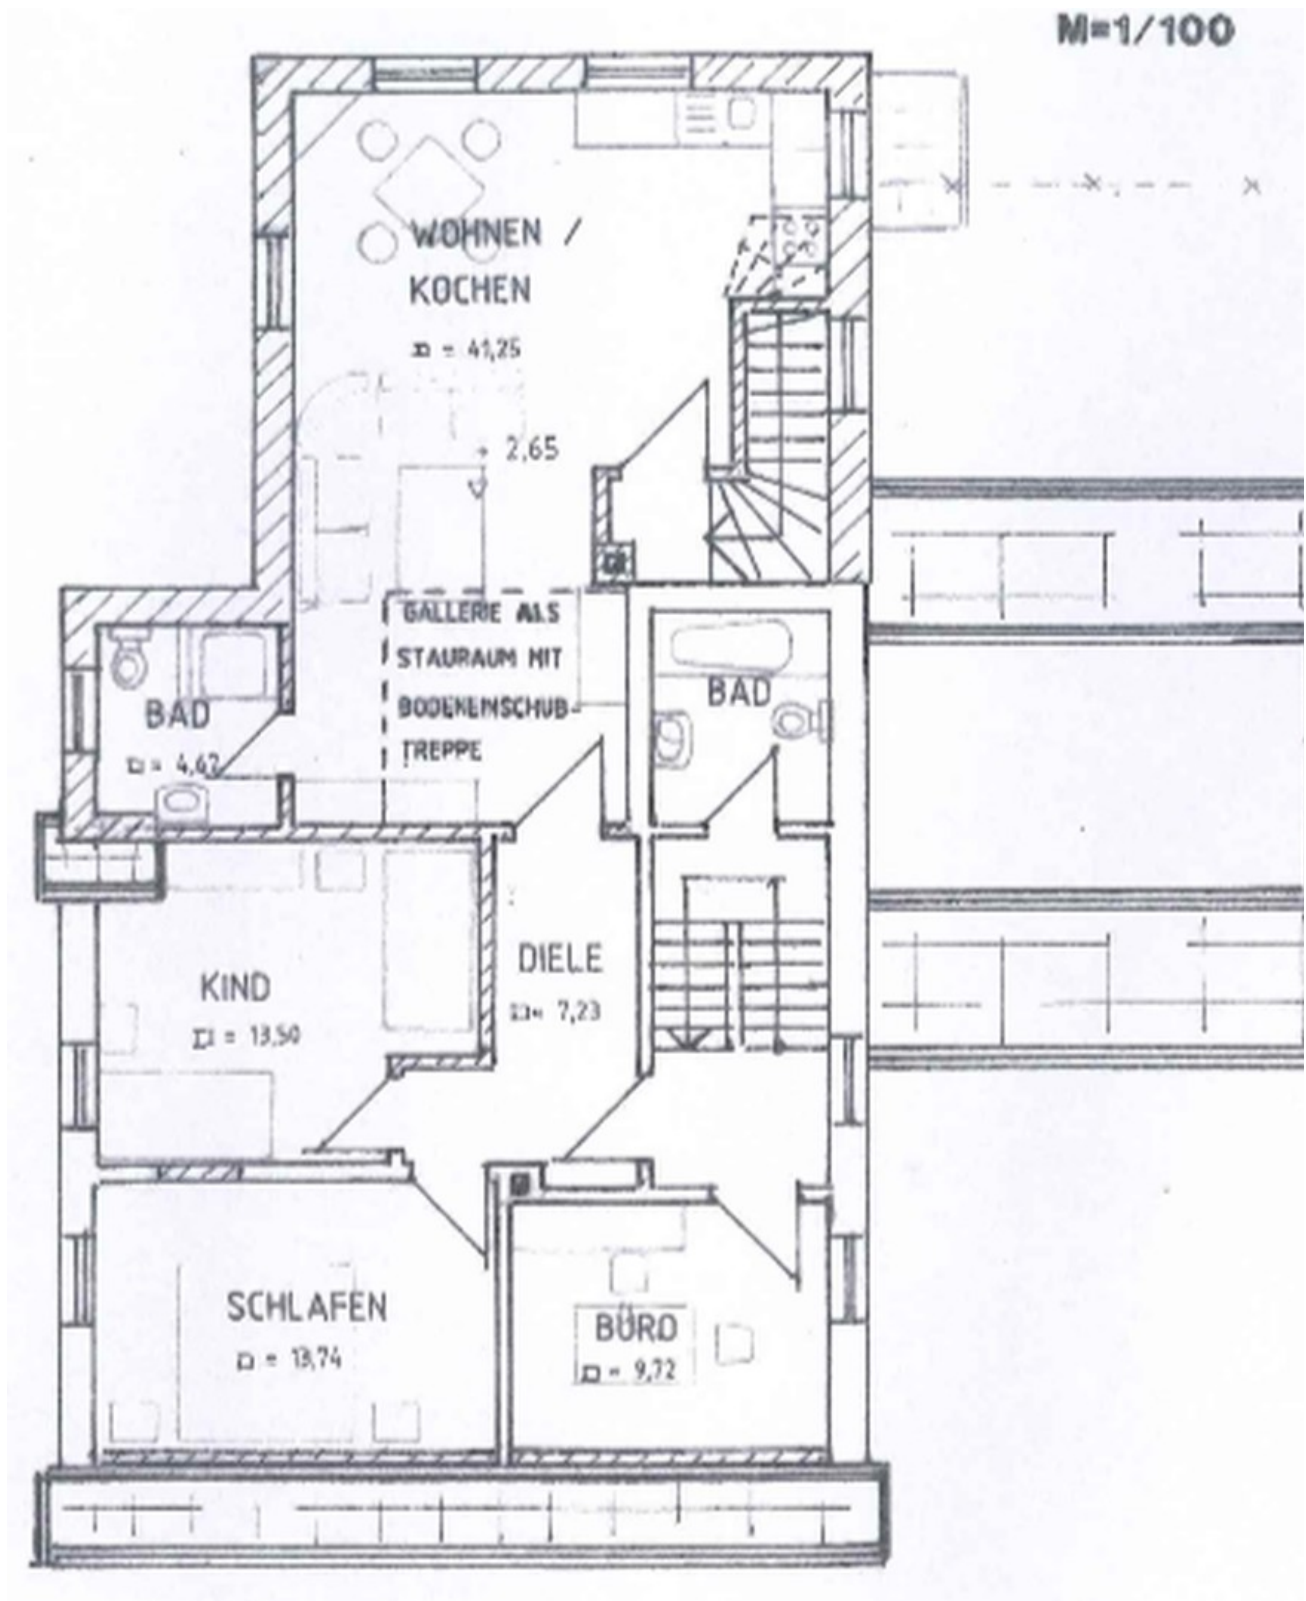 M=1/100
WOHNEN /
KOCHEN
= 41,25
+ 2,65
GALLERIE ALS
STAURAUM MIT
BODENEINSCHUB-
TREPPE
BAD
= 4,42
BAD
DIELE
= 7,23
KIND
= 13,50
SCHLAFEN
= 13,74
BÜRO
= 9,72